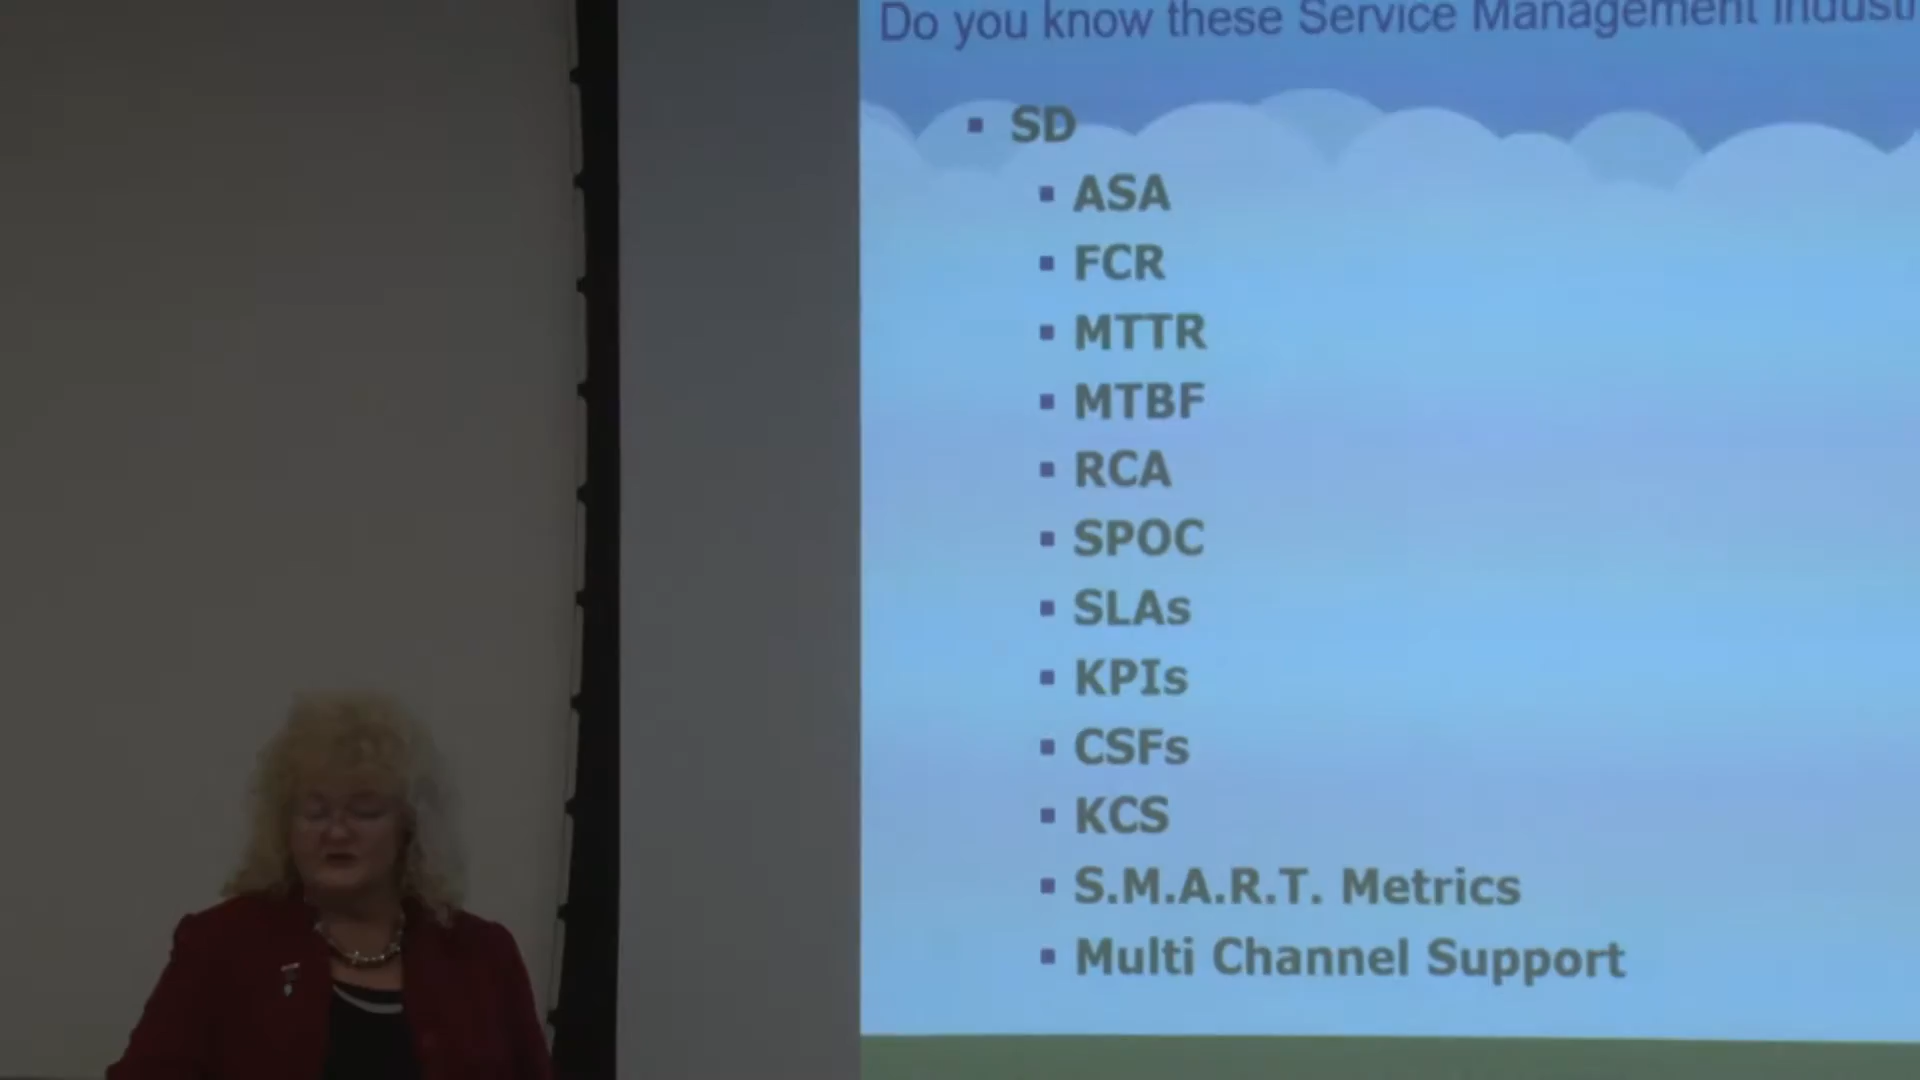 Do you know these Service Management
SD
ASA
FCR
MTTR
MTBF
RCA
SPOC
SLAs
KPIs
CSFs
KCS
S.M.A.R.T. Metrics
Multi Channel Support